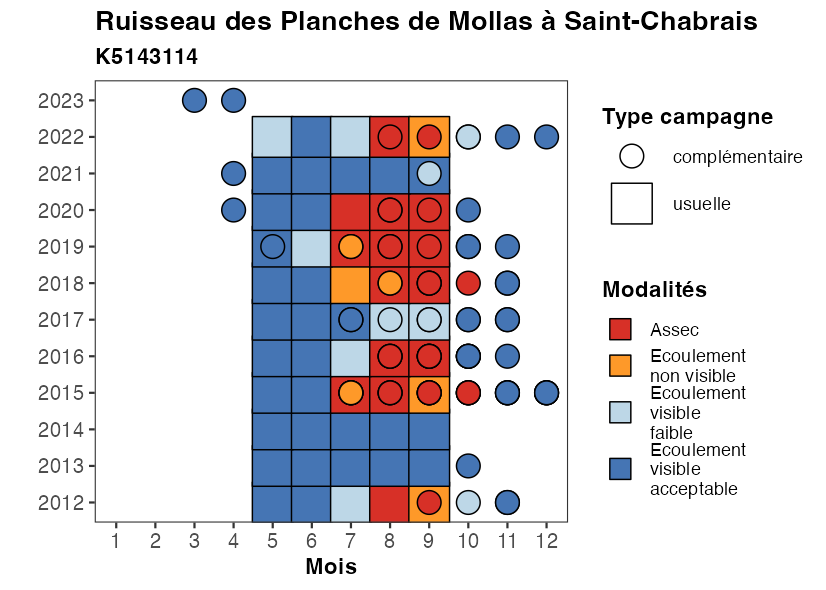 Ruisseau des Planches de Mollas à Saint-Chabrais
K5143114
2023
2022
2021
2020
2019
2018
2017
2016
2015
2014
2013
2012
1 2 3 4 5 6 7 8 9 10 11 12
Mois
Type campagne
complémentaire
usuelle
Modalités
Assec
Ecoulement
non visible
Ecoulement
visible
faible
Ecoulement
visible
acceptable